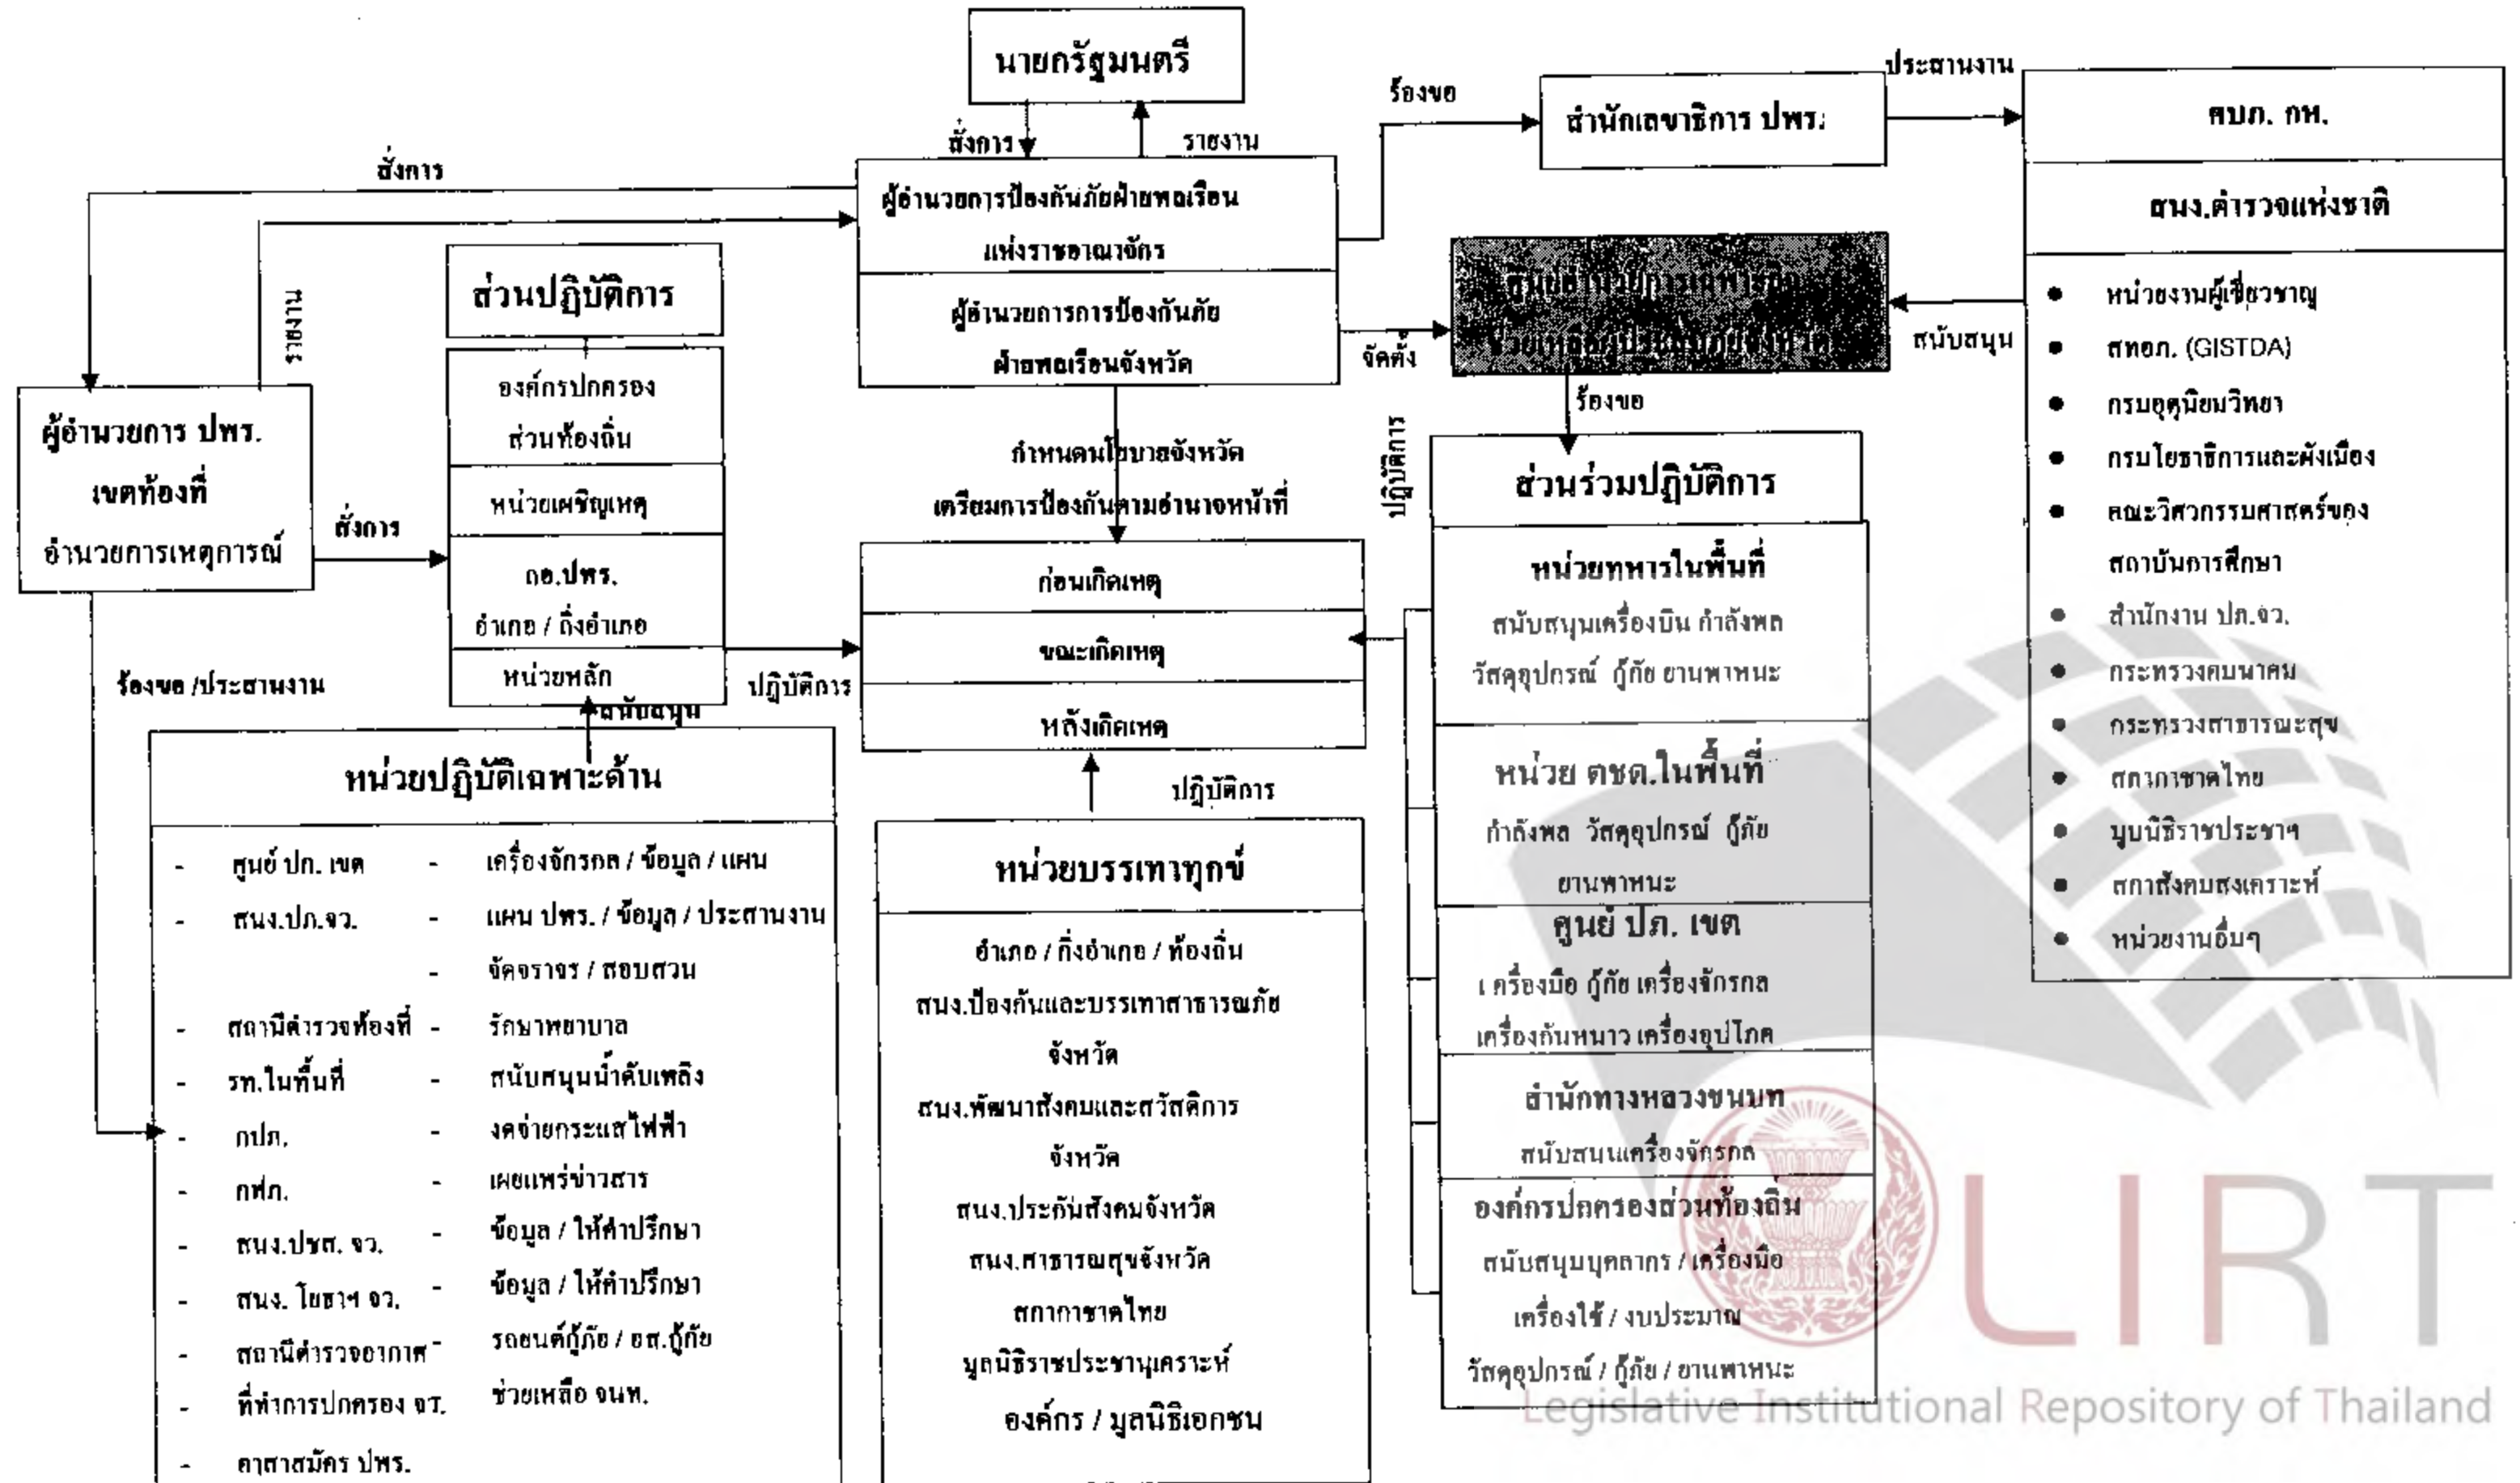 นายกรัฐมนตรี
สั่งการ
รายงาน
ร้องขอ
สำนักเลขาธิการ ปพร.
ประสานงาน
สั่งการ
ผู้อำนวยการป้องกันภัยฝ่ายพลเรือน
แห่งราชอาณาจักร
ผู้อำนวยการการป้องกันภัย
ฝ่ายพลเรือนจังหวัด
รายงาน
จัดตั้ง
ศูนย์อำนวยการเฉพาะกิจ
ช่วยเหลือผู้ประสบภัยจังหวัด
สนับสนุน
ร้องขอ
ศบภ. กห.
สนง.ตำรวจแห่งชาติ
● หน่วยงานผู้เชี่ยวชาญ
● สทอภ. (GISTDA)
● กรมอุตุนิยมวิทยา
● กรมโยธาธิการและผังเมือง
● คณะวิศวกรรมศาสตร์ของ
สถาบันการศึกษา
● สำนักงาน ปภ.จว.
● กระทรวงคมนาคม
● กระทรวงสาธารณะสุข
● สภากาชาดไทย
● มูบนิธิราชประชาฯ
● สภาสังคมสงเคราะห์
● หน่วยงานอื่นๆ
ผู้อำนวยการ ปพร.
เขตท้องที่
อำนวยการเหตุการณ์
สั่งการ
ร้องขอ /ประสานงาน
ส่วนปฏิบัติการ
องค์กรปกครอง
ส่วนท้องถิ่น
หน่วยเผชิญเหตุ
กอ.ปพร.
อำเภอ / กิ่งอำเภอ
หน่วยหลัก
สนับสนุน
ปฏิบัติการ
กำหนดนโยบายจังหวัด
เตรียมการป้องกันตามอำนาจหน้าที่
ก่อนเกิดเหตุ
ขณะเกิดเหตุ
หลังเกิดเหตุ
ปฏิบัติการ
ปฏิบัติการ
ส่วนร่วมปฏิบัติการ
หน่วยทหารในพื้นที่
สนับสนุนเครื่องบิน กำลังพล
วัสดุอุปกรณ์ กู้ภัย ยานพาหนะ
หน่วย ตชด.ในพื้นที่
กำลังพล วัสดุอุปกรณ์ กู้ภัย
ยานพาหนะ
ศูนย์ ปภ. เขต
เครื่องมือ กู้ภัย เครื่องจักรกล
เครื่องกันหนาว เครื่องอุปโภค
สำนักทางหลวงชนบท
สนับสนุนเครื่องจักรกล
องค์กรปกครองส่วนท้องถิ่น
สนับสนุนบุคลากร / เครื่องมือ
เครื่องใช้ / งบประมาณ
วัสดุอุปกรณ์ / กู้ภัย / ยานพาหนะ
หน่วยปฏิบัติเฉพาะด้าน
- ศูนย์ ปภ. เขต - เครื่องจักรกล / ข้อมูล / แผน
- สนง.ปภ.จว. - แผน ปพร. / ข้อมูล / ประสานงาน
- จัดจราจร / สอบสวน
- สถานีตำรวจท้องที่ - รักษาพยาบาล
- รท.ในพื้นที่ - สนับสนุนน้ำดับเพลิง
- กปภ. - งดจ่ายกระแสไฟฟ้า
- กฟภ. - เผยแพร่ข่าวสาร
- สนง.ปชส. จว. - ข้อมูล / ให้คำปรึกษา
- สนง. โยธาฯ จว. - ข้อมูล / ให้คำปรึกษา
- สถานีตำรวจอากาศ - รถยนต์กู้ภัย / อส.กู้ภัย
- ที่ทำการปกครอง จว. ช่วยเหลือ จนท.
- อาสาสมัคร ปพร.
หน่วยบรรเทาทุกข์
อำเภอ / กิ่งอำเภอ / ท้องถิ่น
สนง.ป้องกันและบรรเทาสาธารณภัย
จังหวัด
สนง.พัฒนาสังคมและสวัสดิการ
จังหวัด
สนง.ประกันสังคมจังหวัด
สนง.สาธารณสุขจังหวัด
สภากาชาดไทย
มูลนิธิราชประชานุเคราะห์
องค์กร / มูลนิธิเอกชน
LIRT
Legislative Institutional Repository of Thailand